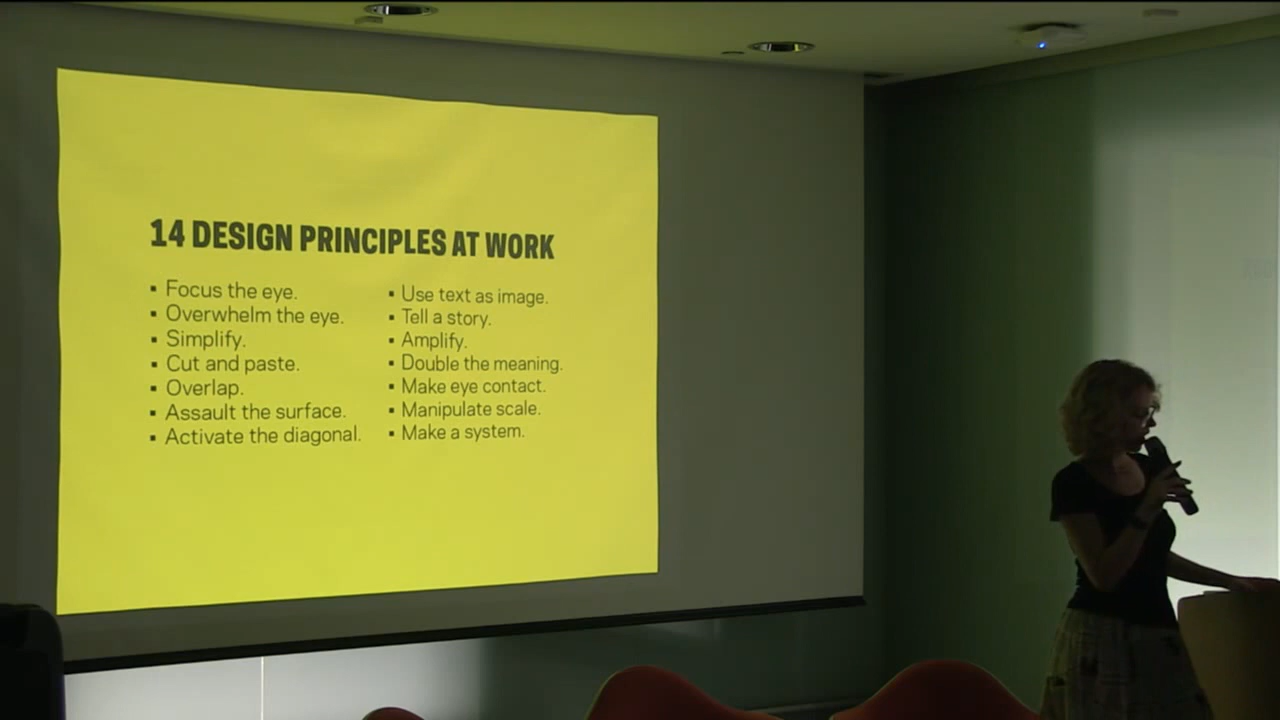 14 DESIGN PRINCIPLES AT WORK
▪ Focus the eye.
▪ Overwhelm the eye.
▪ Simplify.
▪ Cut and paste.
▪ Overlap.
▪ Assault the surface.
▪ Activate the diagonal.
▪ Use text as image.
▪ Tell a story.
▪ Amplify.
▪ Double the meaning.
▪ Make eye contact.
▪ Manipulate scale.
▪ Make a system.